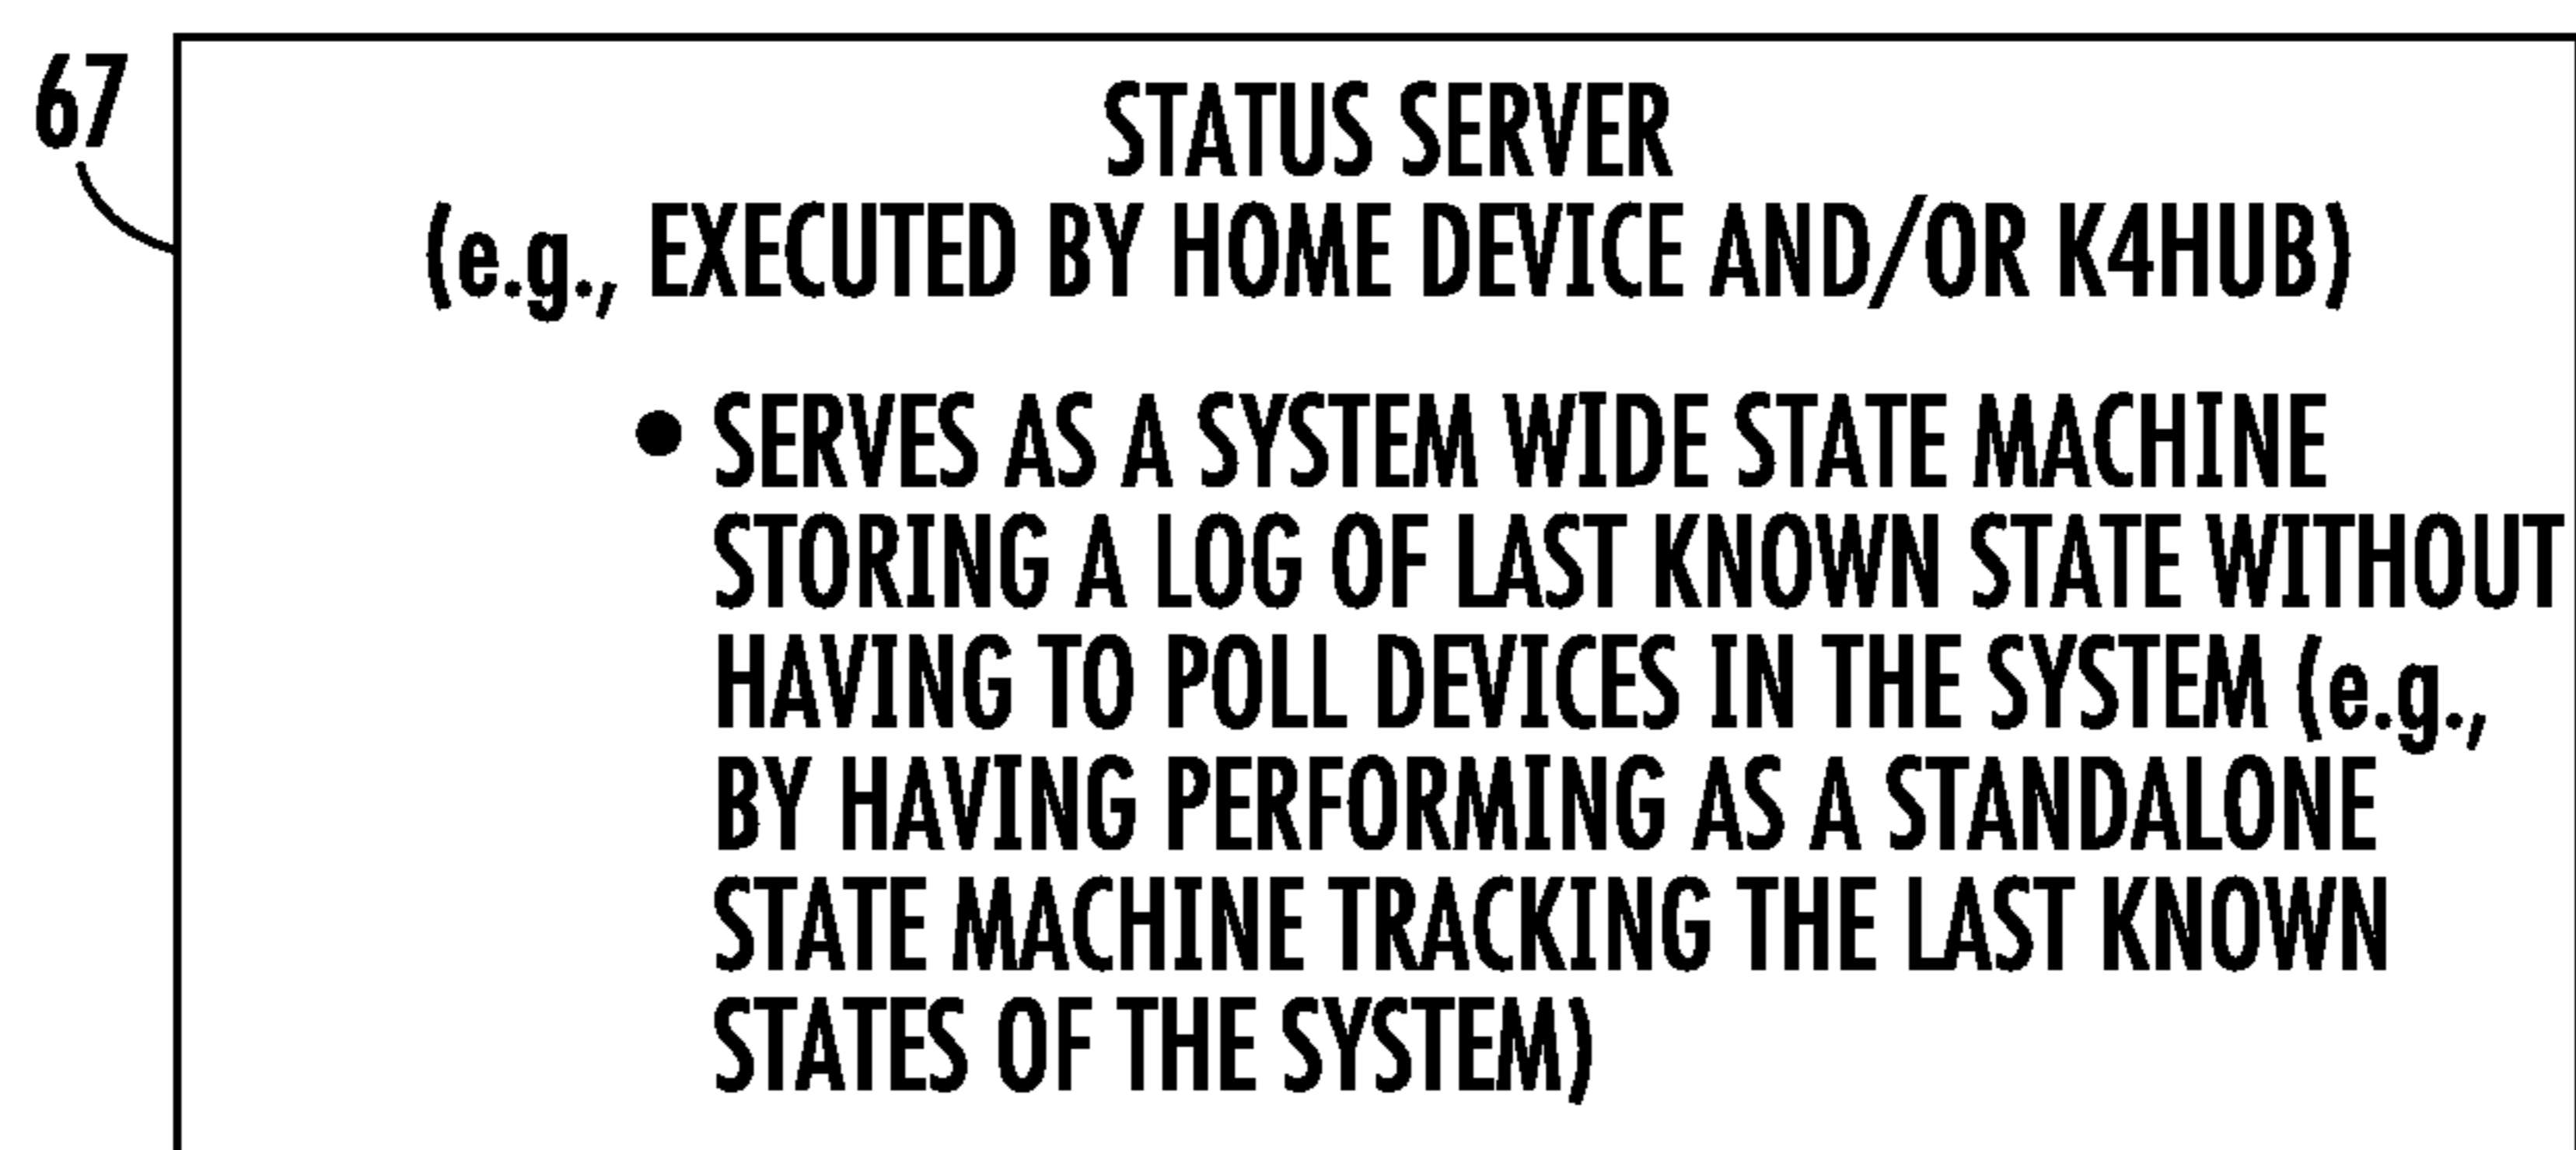 67
STATUS SERVER
(e.g., EXECUTED BY HOME DEVICE AND/OR K4HUB)
• SERVES AS A SYSTEM WIDE STATE MACHINE
STORING A LOG OF LAST KNOWN STATE WITHOUT
HAVING TO POLL DEVICES IN THE SYSTEM (e.g.,
BY HAVING PERFORMING AS A STANDALONE
STATE MACHINE TRACKING THE LAST KNOWN
STATES OF THE SYSTEM)